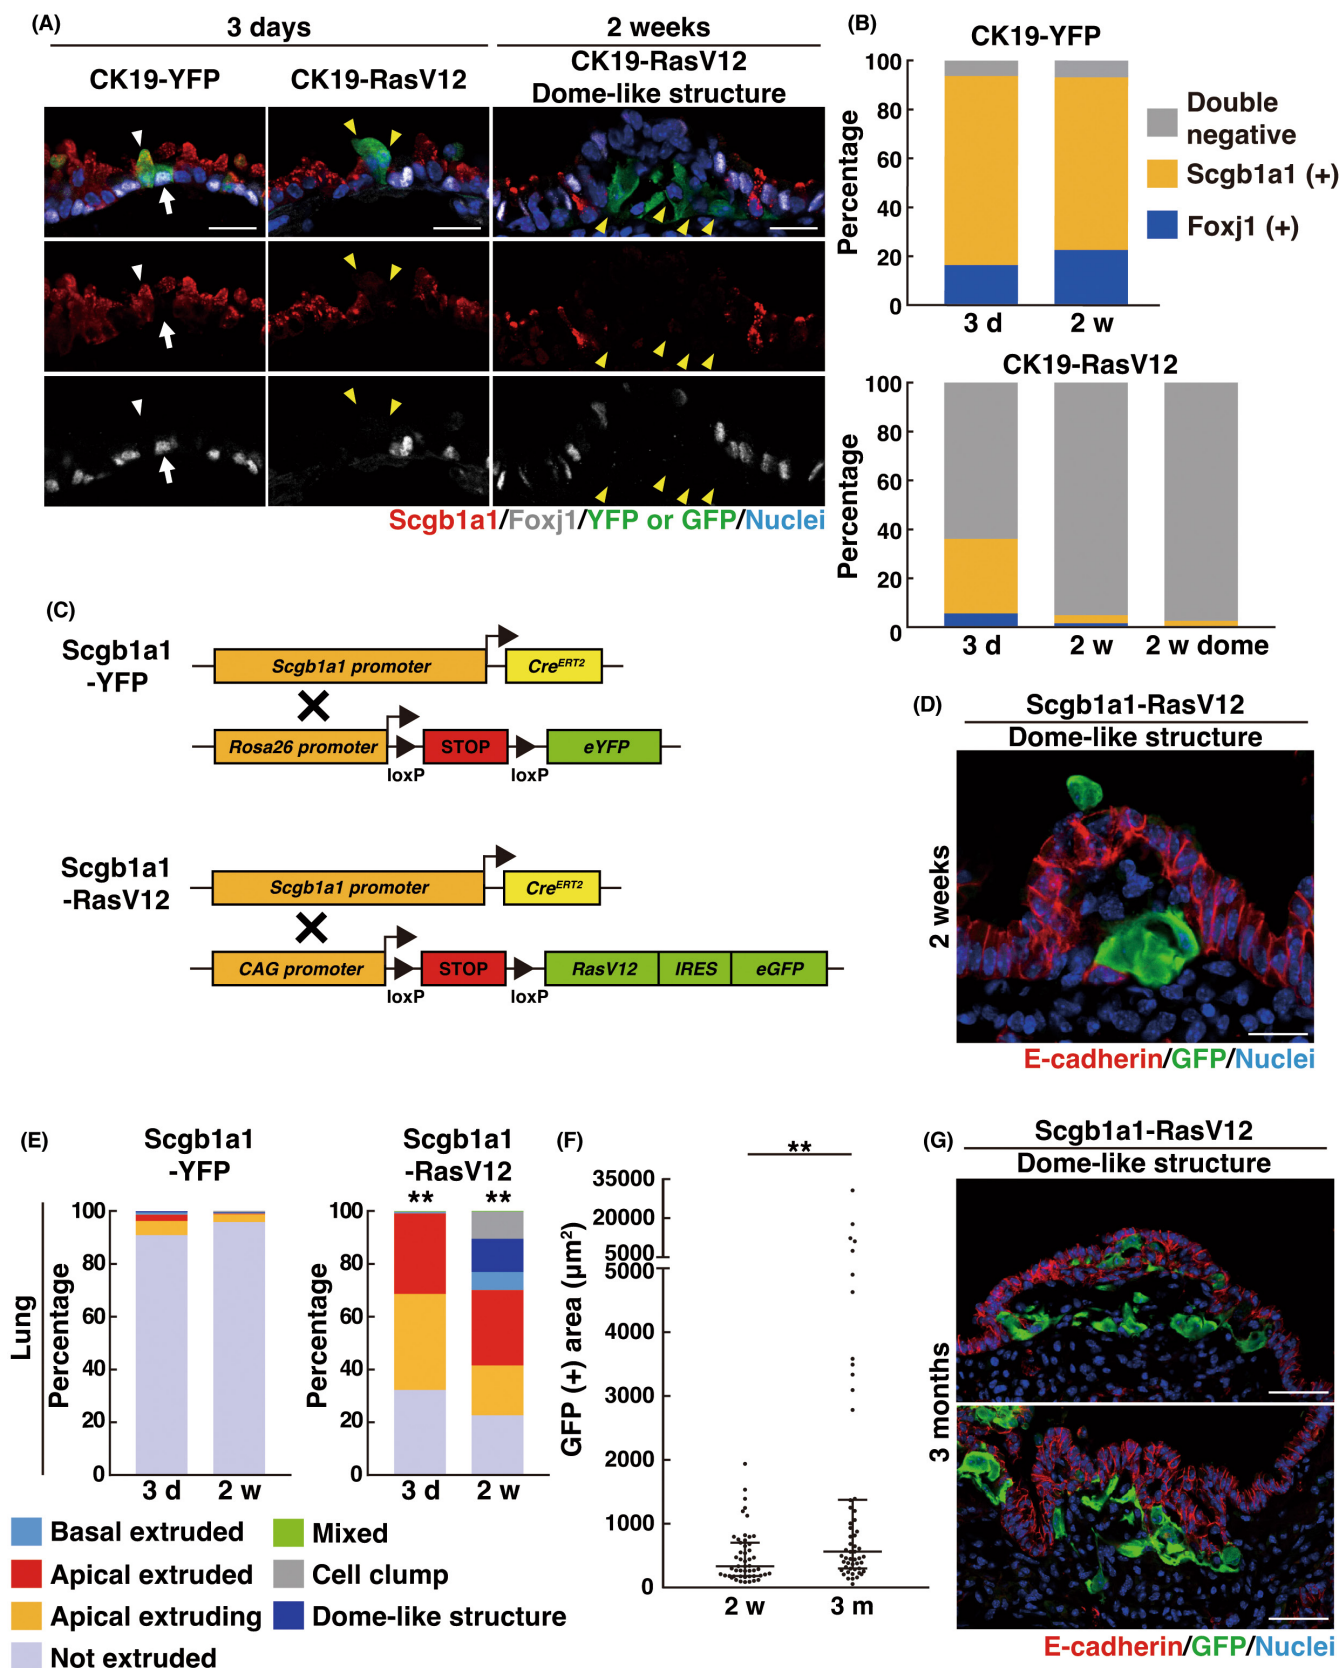 (A)
3 days
2 weeks
CK19-YFP
CK19-RasV12
CK19-RasV12
Dome-like structure
Scgb1a1/Foxj1/YFP or GFP/Nuclei
(B)
CK19-YFP
Percentage
100
80
60
40
20
0
3 d
2 w
Double
negative
Scgb1a1 (+)
Foxj1 (+)
CK19-RasV12
Percentage
100
80
60
40
20
0
3 d
2 w
2 w dome
(C)
Scgb1a1
-YFP
Scgb1a1 promoter
CreERT2
Rosa26 promoter
STOP
eYFP
loxP
loxP
Scgb1a1
-RasV12
Scgb1a1 promoter
CreERT2
CAG promoter
STOP
RasV12
IRES
eGFP
loxP
loxP
(D)
Scgb1a1-RasV12
Dome-like structure
2 weeks
E-cadherin/GFP/Nuclei
(E)
Scgb1a1
-YFP
Lung
Percentage
100
80
60
40
20
0
3 d
2 w
Scgb1a1
-RasV12
**
**
Percentage
100
80
60
40
20
0
3 d
2 w
Basal extruded
Apical extruded
Apical extruding
Not extruded
Mixed
Cell clump
Dome-like structure
(F)
**
GFP (+) area (μm²)
35000
20000
5000
5000
4000
3000
2000
1000
0
2 w
3 m
(G)
Scgb1a1-RasV12
Dome-like structure
3 months
E-cadherin/GFP/Nuclei